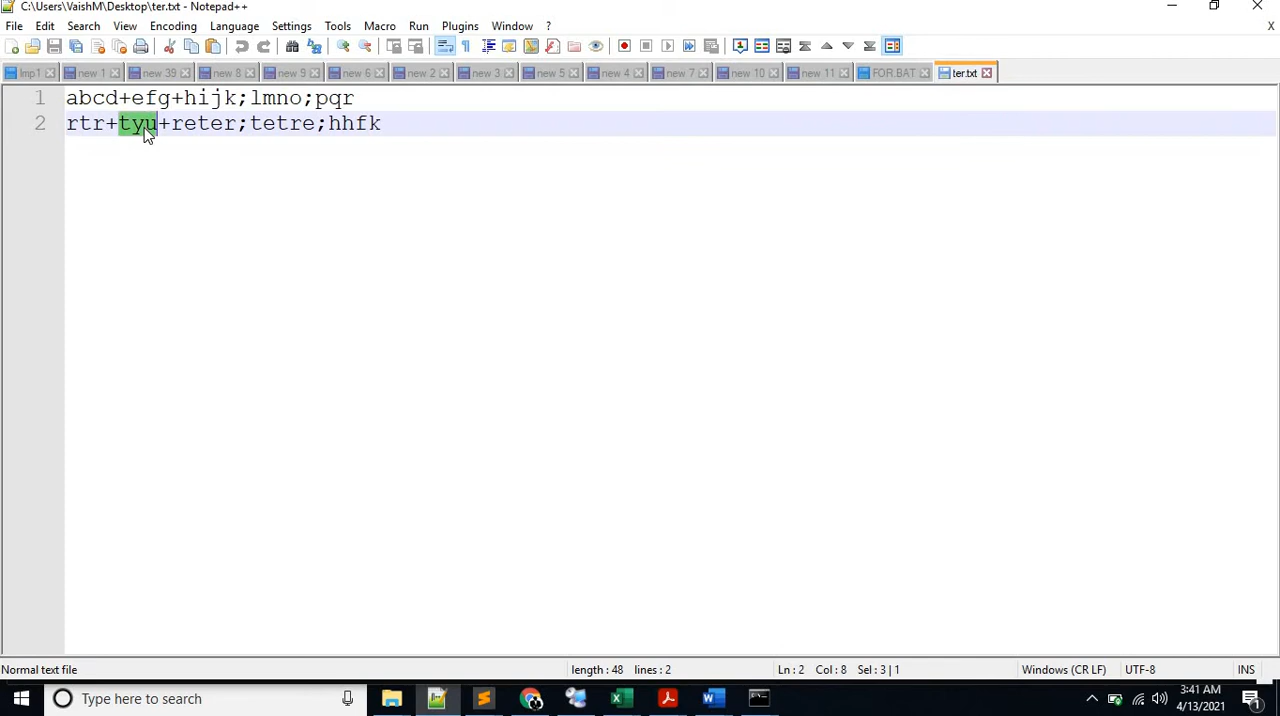 C:\Users\VaishM\Desktop\ter.txt - Notepad++
File Edit Search View Encoding Language Settings Tools Macro Run Plugins Window ? X
Imp1 new 1 new 39 new 8 new 9 new 6 new 2 new 3 new 5 new 4 new 7 new 10 new 11 FOR.BAT ter.txt
1 abcd+efg+hijk;lmno;pqr
2 rtr+tyu+reter;tetre;hhfk
Normal text file length : 48 lines : 2 Ln : 2 Col : 8 Sel : 3 | 1 Windows (CR LF) UTF-8 INS
Type here to search 3:41 AM
4/13/2021 1